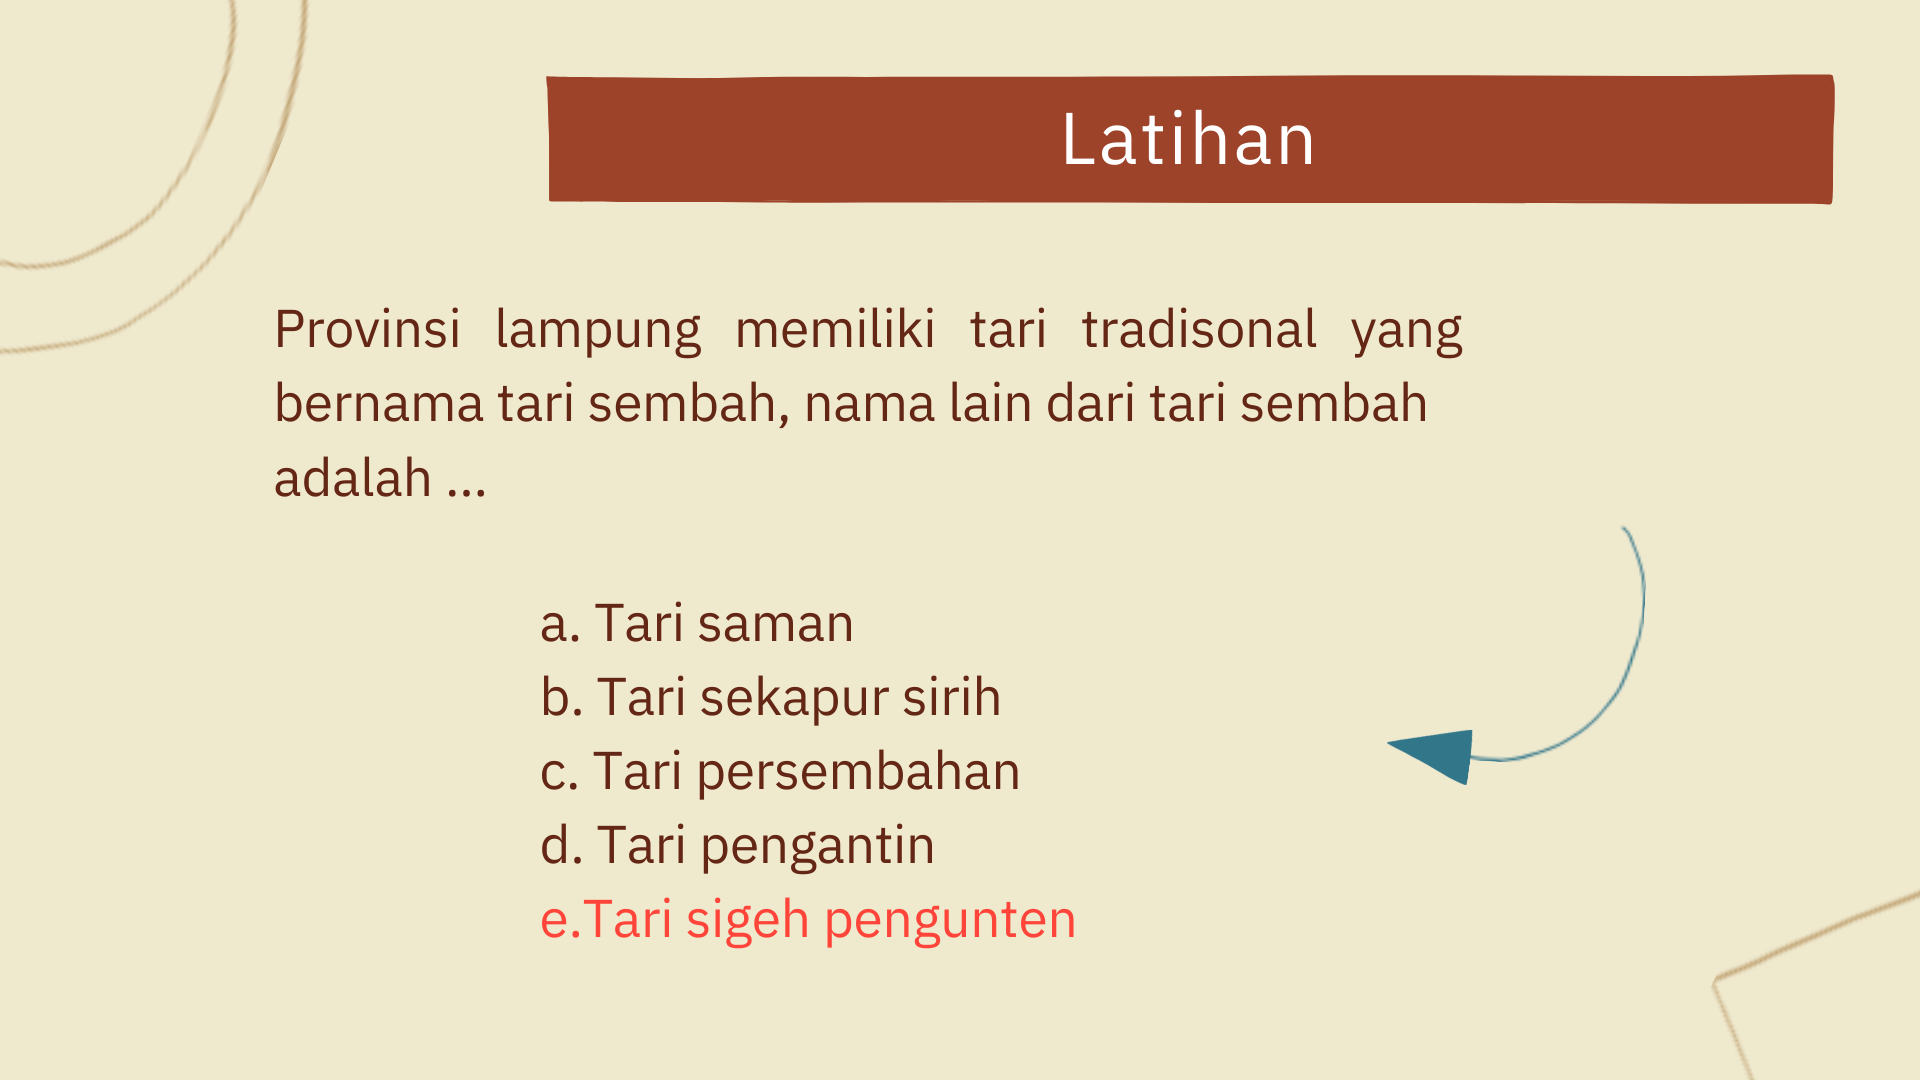 Latihan
Provinsi lampung memiliki tari tradisonal yang
bernama tari sembah, nama lain dari tari sembah
adalah ...
a. Tari saman
b. Tari sekapur sirih
c. Tari persembahan
d. Tari pengantin
e.Tari sigeh pengunten